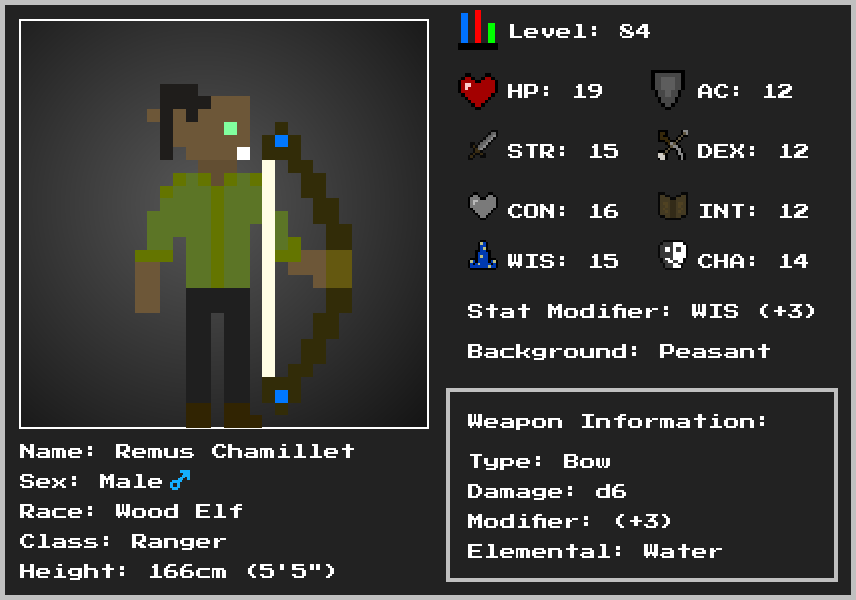 Level: 84
HP: 19 AC: 12
STR: 15 DEX: 12
CON: 16 INT: 12
WIS: 15 CHA: 14
Stat Modifier: WIS (+3)
Background: Peasant
Weapon Information:
Type: Bow
Damage: d6
Modifier: (+3)
Elemental: Water
Name: Remus Chamillet
Sex: Male ♂
Race: Wood Elf
Class: Ranger
Height: 166cm (5'5")